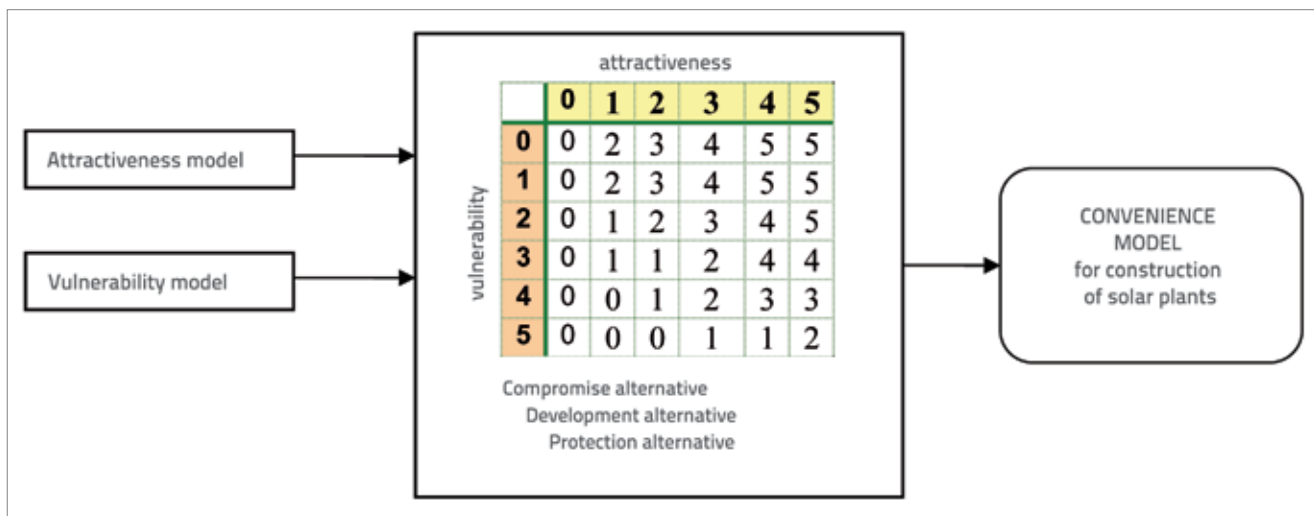 attractiveness
0 1 2 3 4 5
0 0 2 3 4 5 5
1 0 2 3 4 5 5
Attractiveness model
2 0 1 2 3 4 5
vulnerability
3 0 1 1 2 4 4
Vulnerability model
4 0 0 1 2 3 3
5 0 0 0 1 1 2
Compromise alternative
Development alternative
Protection alternative
CONVENIENCE
MODEL
for construction
of solar plants